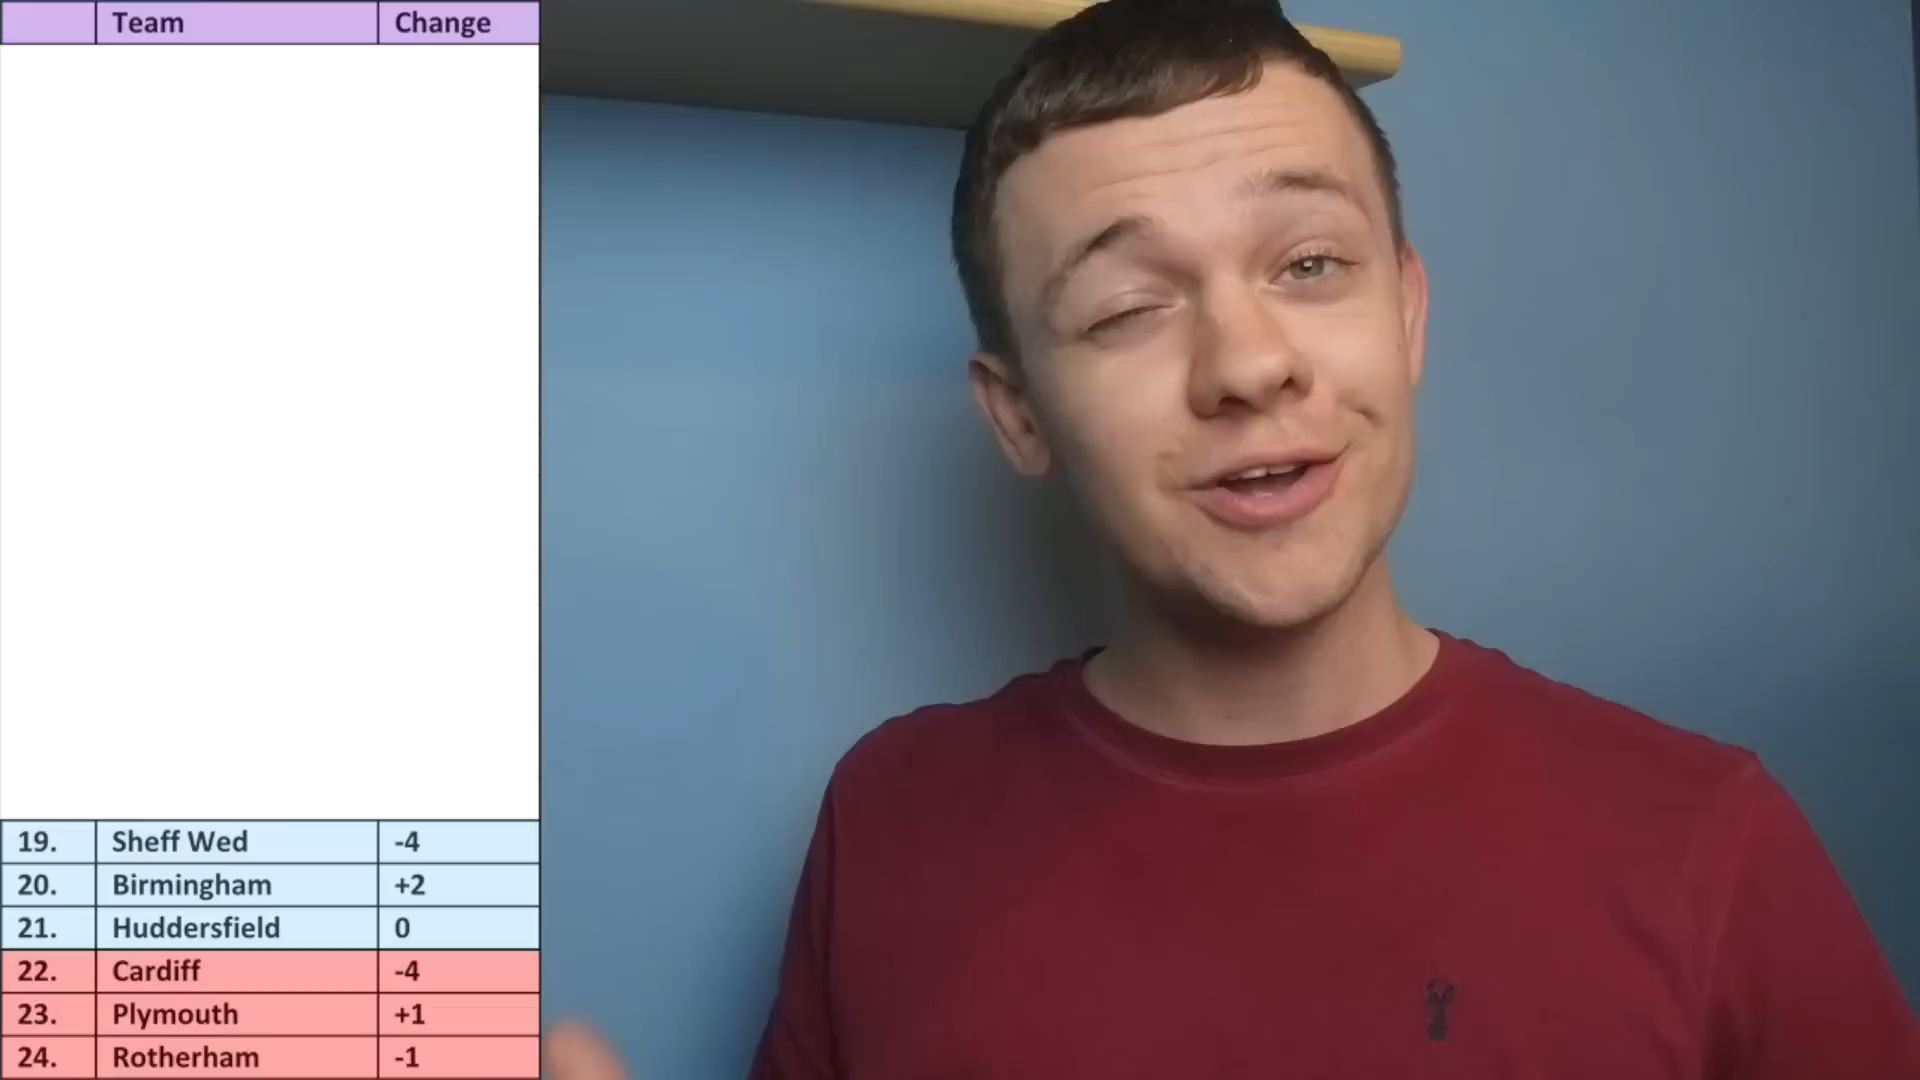 Team Change
19. Sheff Wed -4
20. Birmingham +2
21. Huddersfield 0
22. Cardiff -4
23. Plymouth +1
24. Rotherham -1